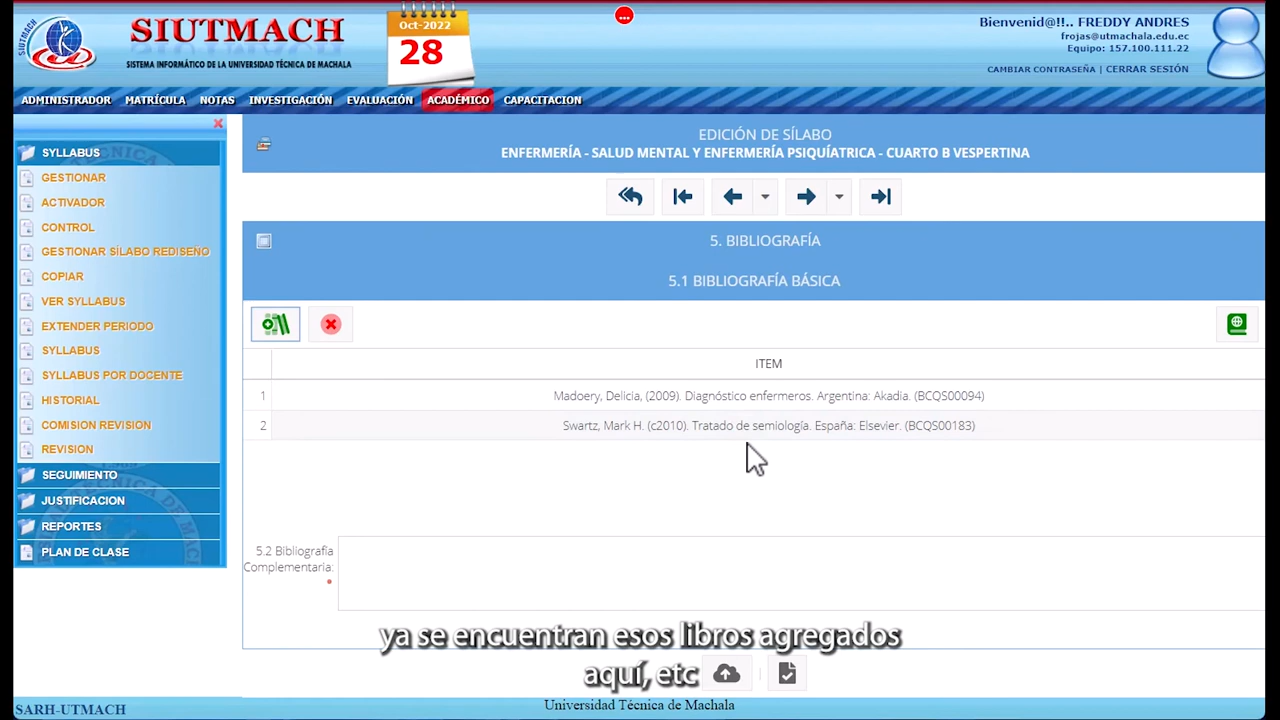 SIUTMACH
SISTEMA INFORMÁTICO DE LA UNIVERSIDAD TÉCNICA DE MACHALA
Oct-2022
28
Bienvenid@!!.. FREDDY ANDRES
frojas@utmachala.edu.ec
Equipo: 157.100.111.22
CAMBIAR CONTRASEÑA | CERRAR SESIÓN
ADMINISTRADOR MATRÍCULA NOTAS INVESTIGACIÓN EVALUACIÓN ACADÉMICO CAPACITACION
SYLLABUS
GESTIONAR
ACTIVADOR
CONTROL
GESTIONAR SÍLABO REDISEÑO
COPIAR
VER SYLLABUS
EXTENDER PERIODO
SYLLABUS
SYLLABUS POR DOCENTE
HISTORIAL
COMISION REVISION
REVISION
SEGUIMIENTO
JUSTIFICACION
REPORTES
PLAN DE CLASE
EDICIÓN DE SÍLABO
ENFERMERÍA - SALUD MENTAL Y ENFERMERÍA PSIQUÍATRICA - CUARTO B VESPERTINA
5. BIBLIOGRAFÍA
5.1 BIBLIOGRAFÍA BÁSICA
ITEM
1 Madoery, Delicia, (2009). Diagnóstico enfermeros. Argentina: Akadia. (BCQS00094)
2 Swartz, Mark H. (c2010). Tratado de semiología. España: Elsevier. (BCQS00183)
5.2 Bibliografía
Complementaria:
ya se encuentran esos libros agregados
aquí, etc
SARH-UTMACH
Universidad Técnica de Machala